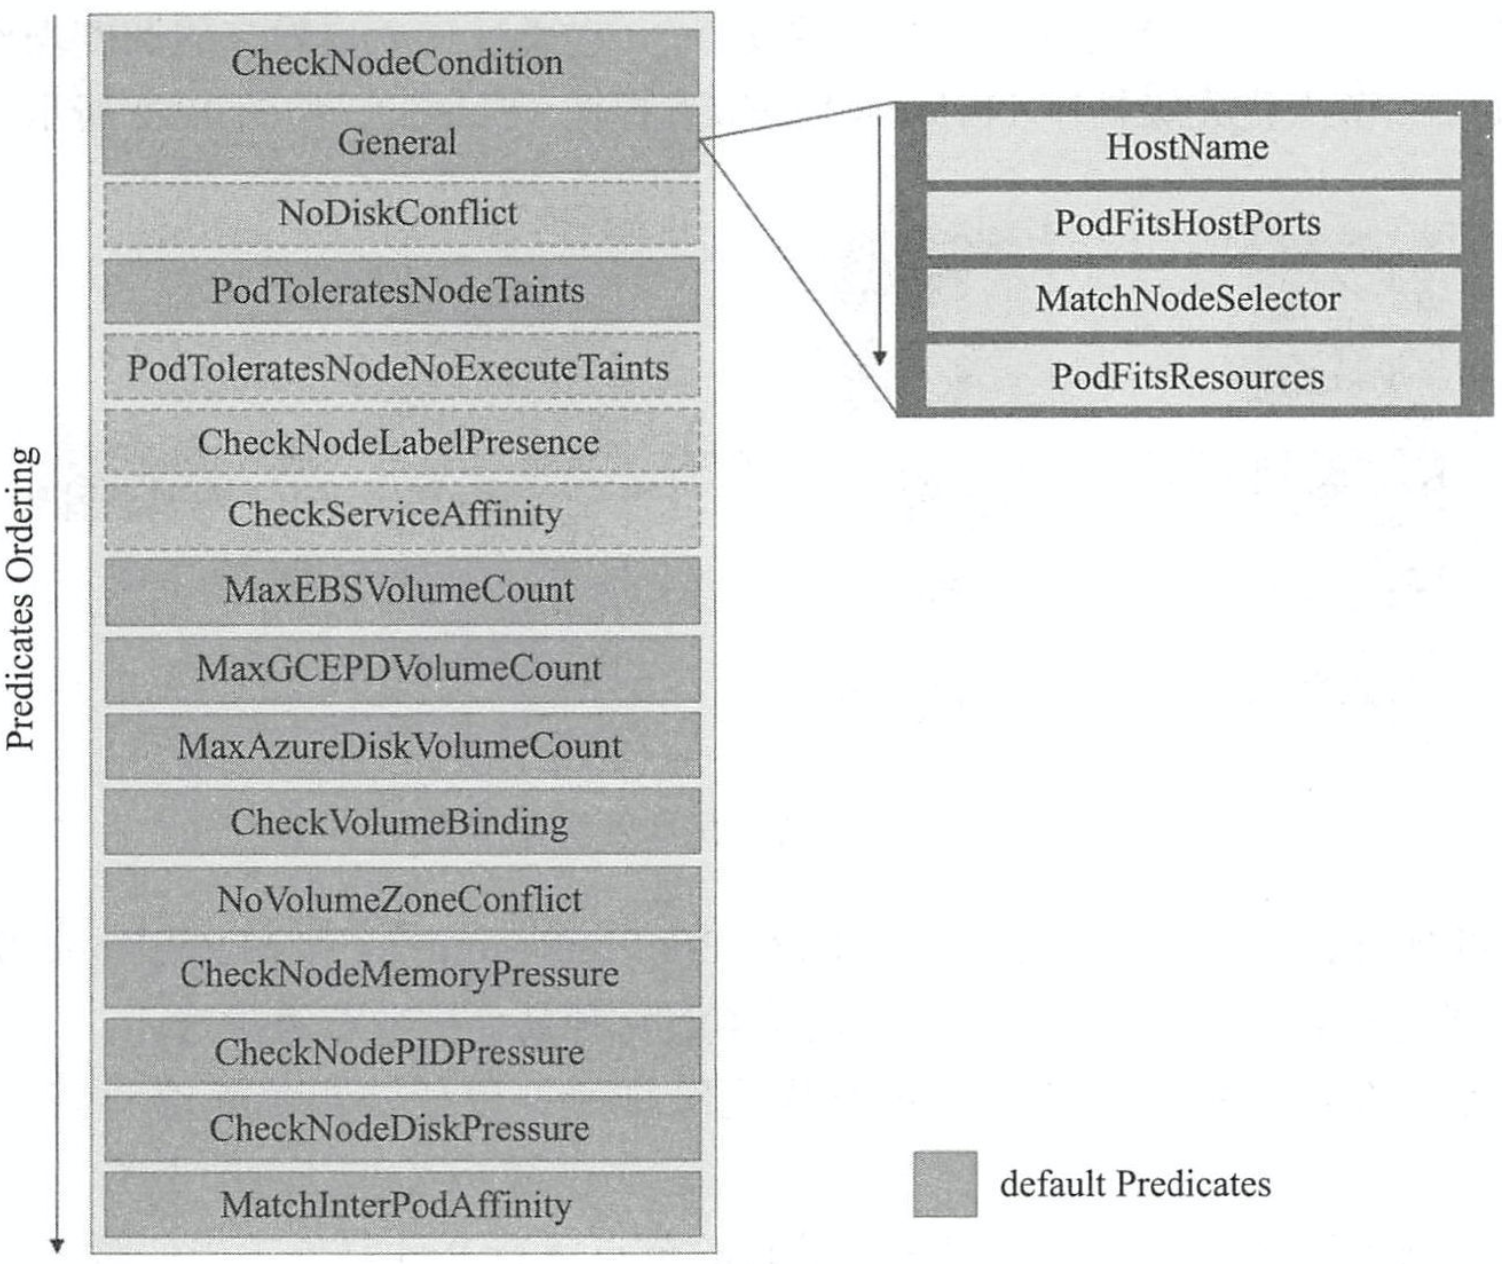 CheckNodeCondition
General
NoDiskConflict
PodToleratesNodeTaints
PodToleratesNodeNoExecuteTaints
CheckNodeLabelPresence
CheckServiceAffinity
MaxEBSVolumeCount
MaxGCEPDVolumeCount
MaxAzureDiskVolumeCount
CheckVolumeBinding
NoVolumeZoneConflict
CheckNodeMemoryPressure
CheckNodePIDPressure
CheckNodeDiskPressure
MatchInterPodAffinity
Predicates Ordering
HostName
PodFitsHostPorts
MatchNodeSelector
PodFitsResources
default Predicates